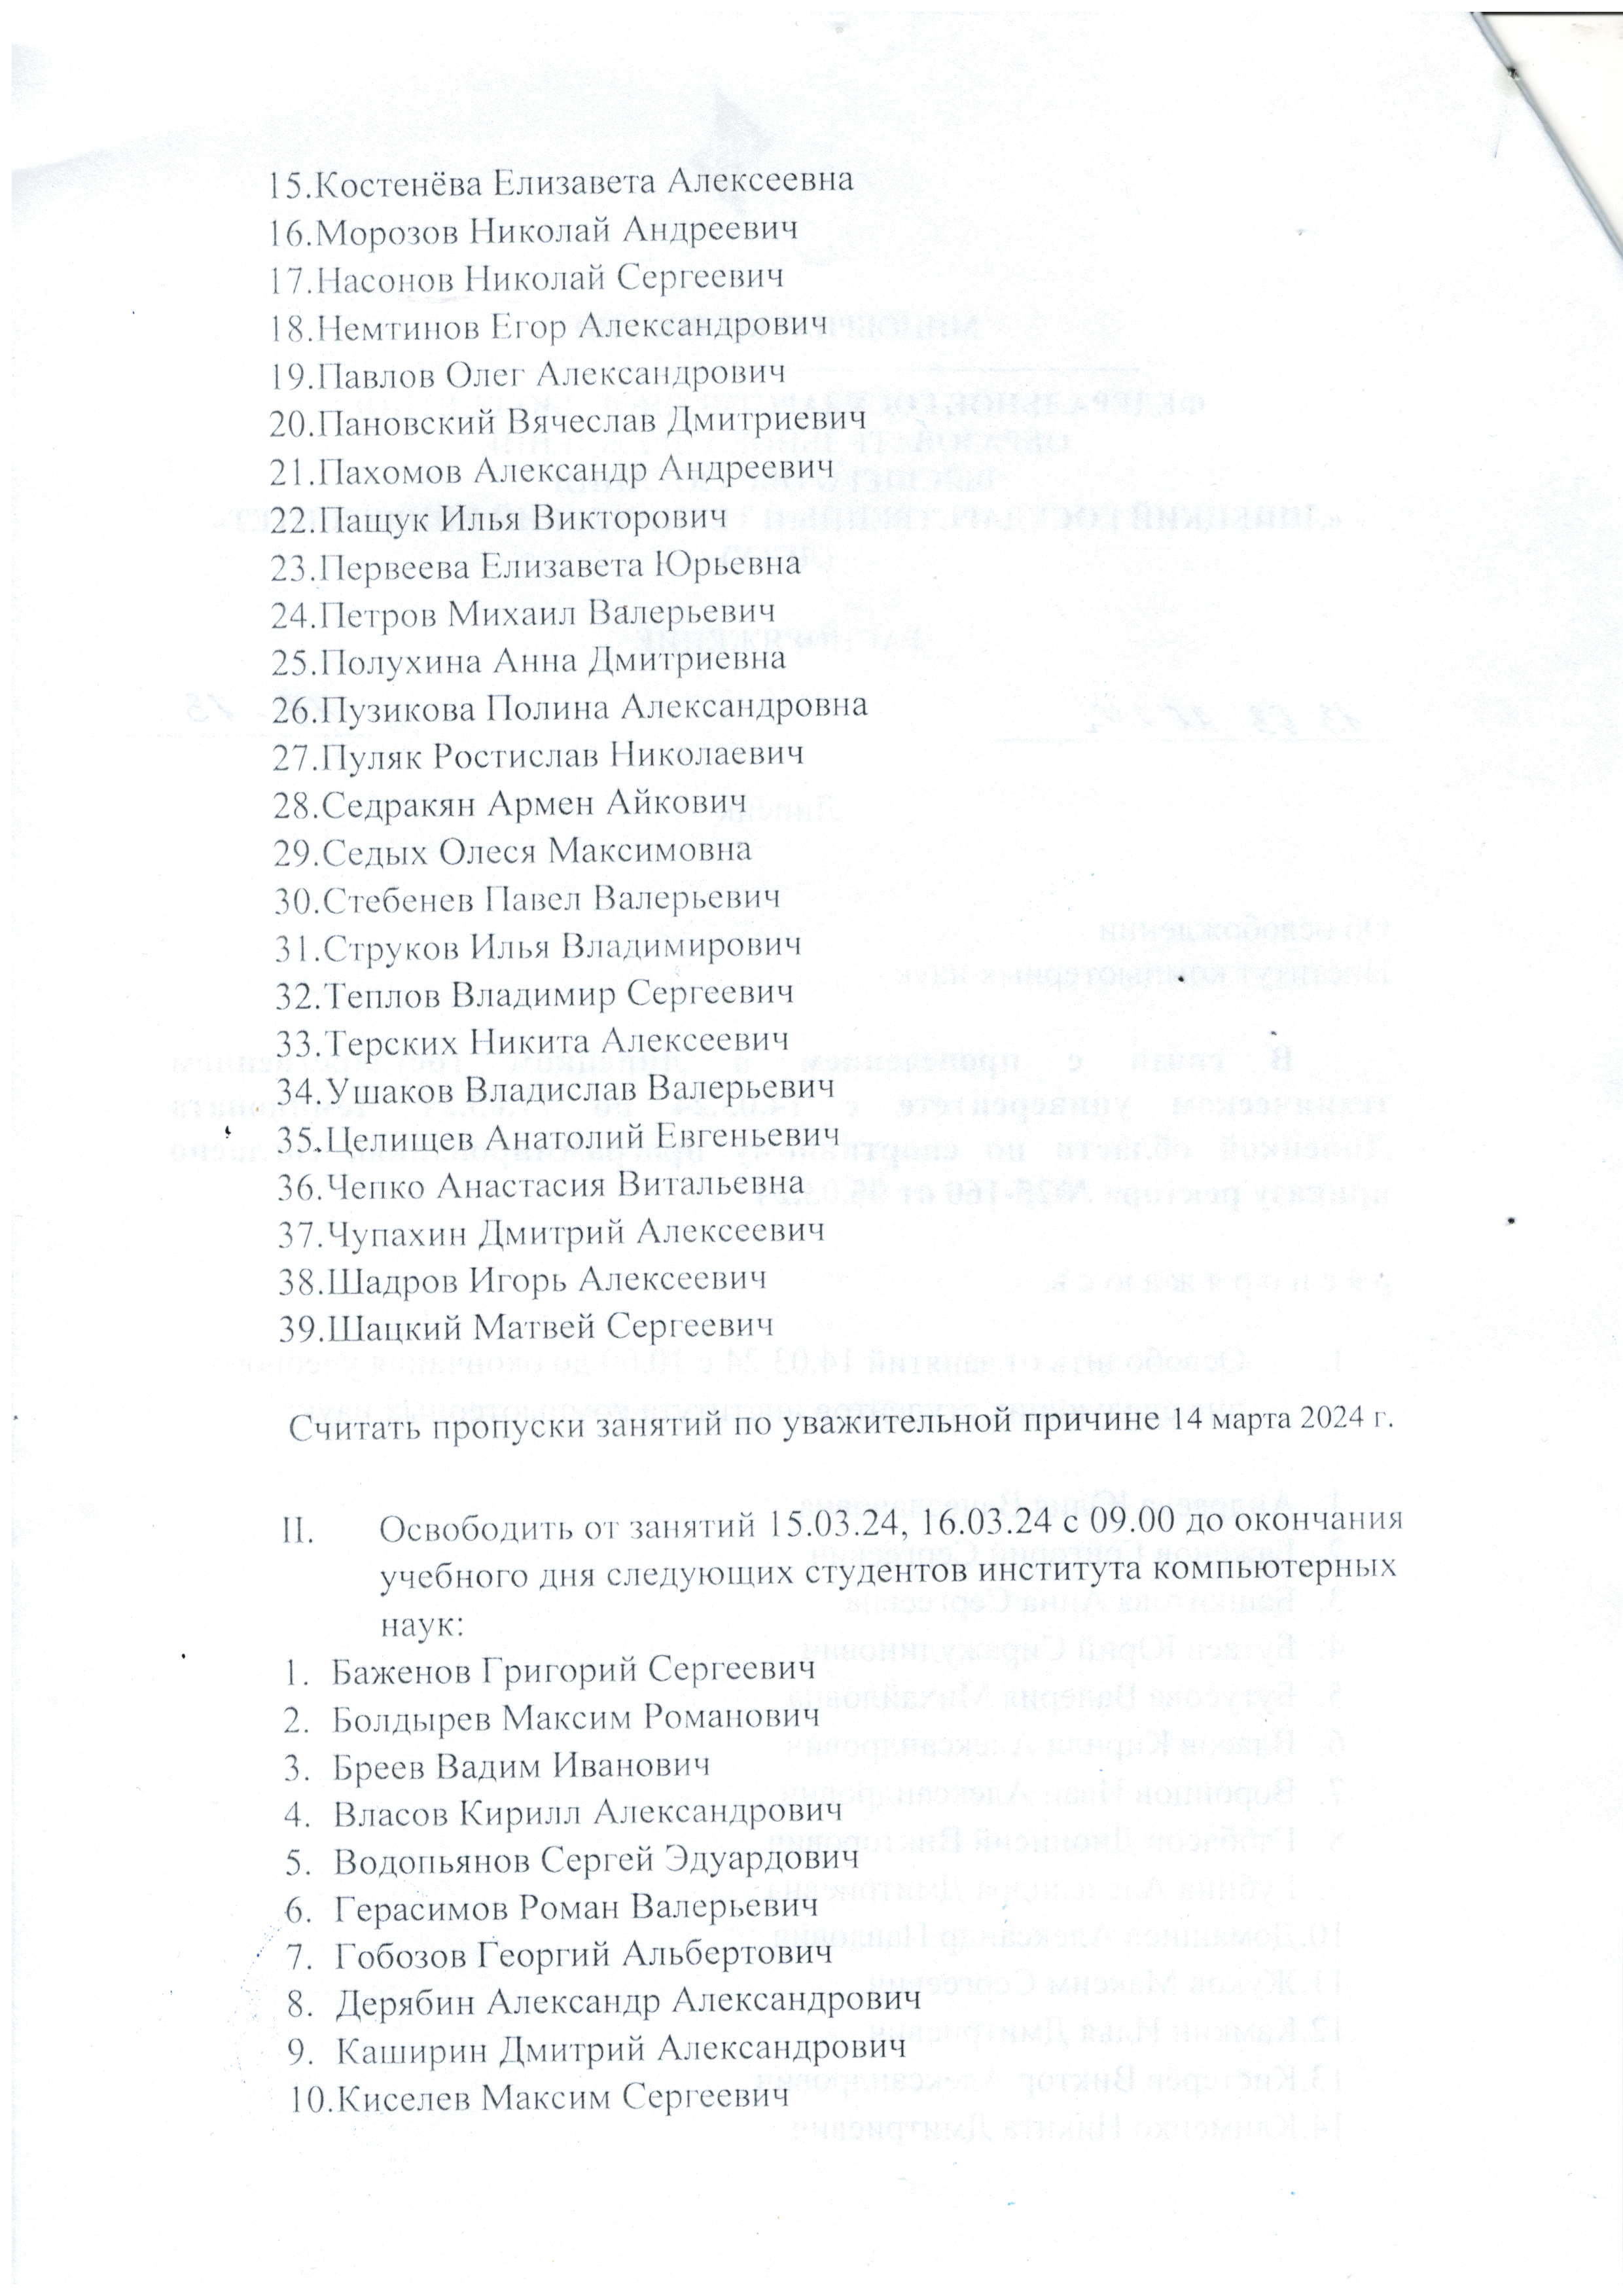 15.Костенёва Елизавета Алексеевна
16.Морозов Николай Андреевич
17.Насонов Николай Сергеевич
18.Немтинов Егор Александрович
19.Павлов Олег Александрович
20.Пановский Вячеслав Дмитриевич
21.Пахомов Александр Андреевич
22.Пащук Илья Викторович
23.Первеева Елизавета Юрьевна
24.Петров Михаил Валерьевич
25.Полухина Анна Дмитриевна
26.Пузикова Полина Александровна
27.Пуляк Ростислав Николаевич
28.Седракян Армен Айкович
29.Седых Олеся Максимовна
30.Стебенев Павел Валерьевич
31.Струков Илья Владимирович
32.Теплов Владимир Сергеевич
33.Терских Никита Алексеевич
34.Ушаков Владислав Валерьевич
35.Целищев Анатолий Евгеньевич
36.Чепко Анастасия Витальевна
37.Чупахин Дмитрий Алексеевич
38.Шадров Игорь Алексеевич
39.Шацкий Матвей Сергеевич
Считать пропуски занятий по уважительной причине 14 марта 2024 г.
II. Освободить от занятий 15.03.24, 16.03.24 с 09.00 до окончания
учебного дня следующих студентов института компьютерных
наук:
1. Баженов Григорий Сергеевич
2. Болдырев Максим Романович
3. Бреев Вадим Иванович
4. Власов Кирилл Александрович
5. Водопьянов Сергей Эдуардович
6. Герасимов Роман Валерьевич
7. Гобозов Георгий Альбертович
8. Дерябин Александр Александрович
9. Каширин Дмитрий Александрович
10.Киселев Максим Сергеевич